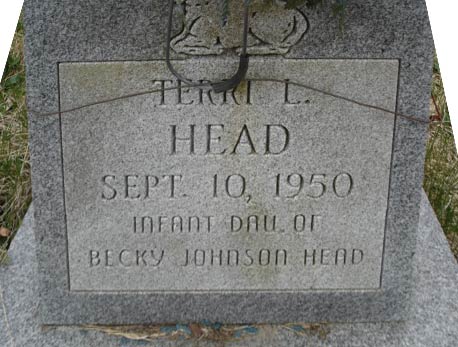 TERRI L.
HEAD
SEPT. 10, 1950
INFANT DAU. OF
BECKY JOHNSON HEAD